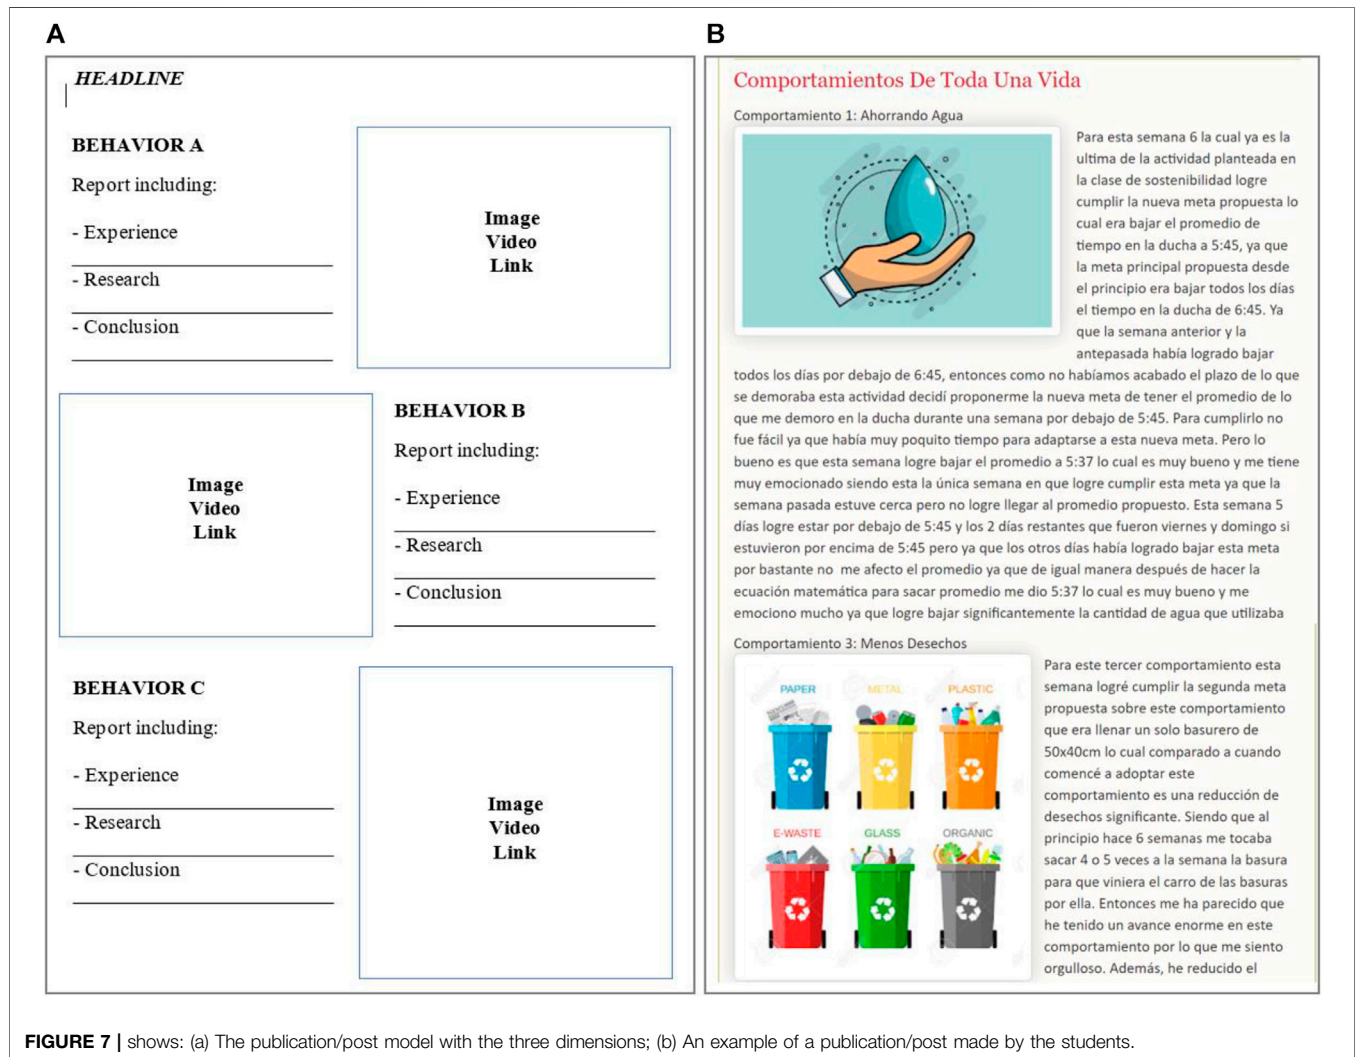 A
HEADLINE
BEHAVIOR A
Report including:
- Experience
- Research
- Conclusion
Image
Video
Link
Image
Video
Link
BEHAVIOR B
Report including:
- Experience
- Research
- Conclusion
BEHAVIOR C
Report including:
- Experience
- Research
- Conclusion
Image
Video
Link
B
Comportamientos De Toda Una Vida
Comportamiento 1: Ahorrando Agua
Para esta semana 6 la cual ya es la
ultima de la actividad planteada en
la clase de sostenibilidad logre
cumplir la nueva meta propuesta lo
cual era bajar el promedio de
tiempo en la ducha a 5:45, ya que
la meta principal propuesta desde
el principio era bajar todos los días
el tiempo en la ducha de 6:45. Ya
que la semana anterior y la
antepasada había logrado bajar
todos los días por debajo de 6:45, entonces como no habíamos acabado el plazo de lo que
se demoraba esta actividad decidí proponerme la nueva meta de tener el promedio de lo
que me demoro en la ducha durante una semana por debajo de 5:45. Para cumplirlo no
fue fácil ya que había muy poquito tiempo para adaptarse a esta nueva meta. Pero lo
bueno es que esta semana logre bajar el promedio a 5:37 lo cual es muy bueno y me tiene
muy emocionado siendo esta la única semana en que logre cumplir esta meta ya que la
semana pasada estuve cerca pero no logre llegar al promedio propuesto. Esta semana 5
días logre estar por debajo de 5:45 y los 2 días restantes que fueron viernes y domingo si
estuvieron por encima de 5:45 pero ya que los otros días había logrado bajar esta meta
por bastante no me afecto el promedio ya que de igual manera después de hacer la
ecuación matemática para sacar promedio me dio 5:37 lo cual es muy bueno y me
emociono mucho ya que logre bajar significantemente la cantidad de agua que utilizaba
Comportamiento 3: Menos Desechos
PAPER METAL PLASTIC
E-WASTE GLASS ORGANIC
Para este tercer comportamiento esta
semana logré cumplir la segunda meta
propuesta sobre este comportamiento
que era llenar un solo basurero de
50x40cm lo cual comparado a cuando
comencé a adoptar este
comportamiento es una reducción de
desechos significante. Siendo que al
principio hace 6 semanas me tocaba
sacar 4 o 5 veces a la semana la basura
para que viniera el carro de las basuras
por ella. Entonces me ha parecido que
he tenido un avance enorme en este
comportamiento por lo que me siento
orgulloso. Además, he reducido el
FIGURE 7 | shows: (a) The publication/post model with the three dimensions; (b) An example of a publication/post made by the students.